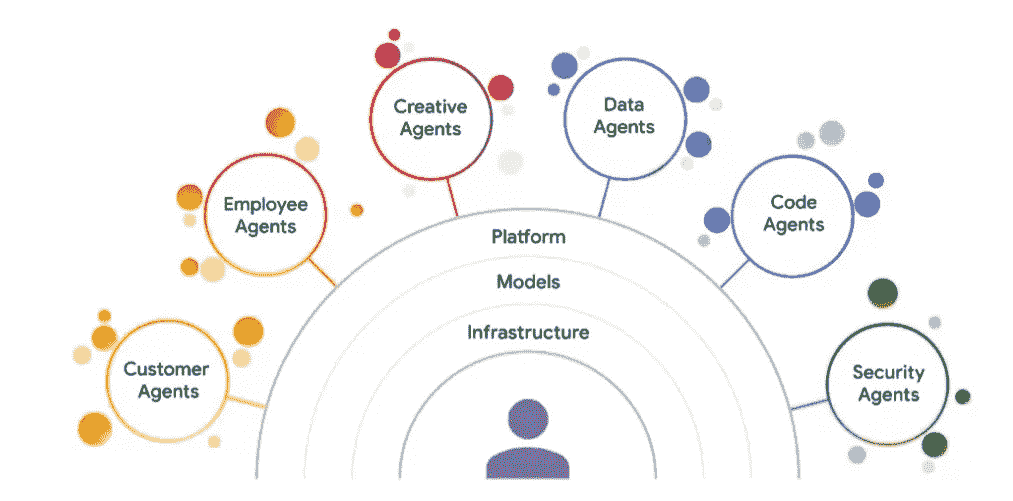 Creative
Agents
Data
Agents
Employee
Agents
Code
Agents
Platform
Models
Infrastructure
Customer
Agents
Security
Agents